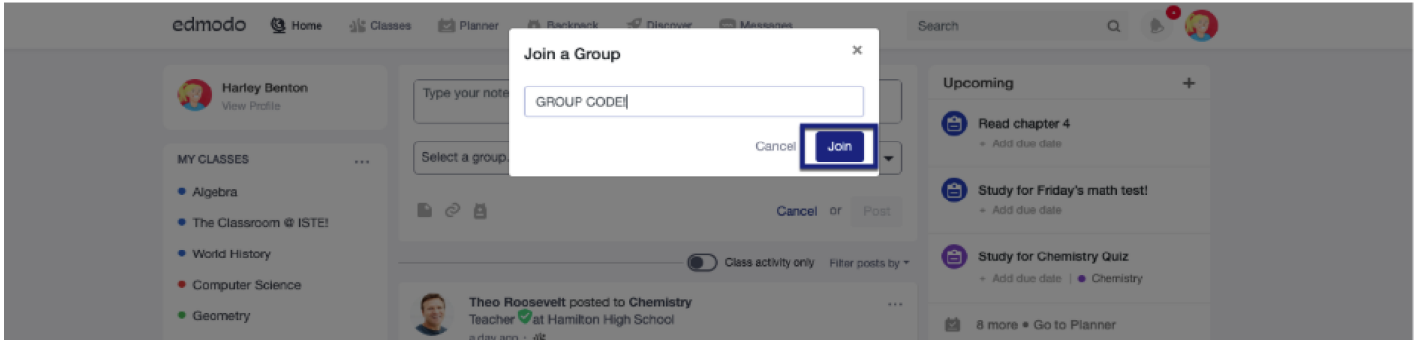 edmodo Home Classes Planner Backpack Discover Messages Search
Join a Group ×
GROUP CODE!
Cancel Join
Harley Benton
View Profile
MY CLASSES ...
Algebra
The Classroom @ ISTE!
World History
Computer Science
Geometry
Type your note
Select a group.
Cancel or Post
Class activity only Filter posts by
Theo Roosevelt posted to Chemistry ...
Teacher at Hamilton High School
a day ago
Upcoming +
Read chapter 4
+ Add due date
Study for Friday's math test!
+ Add due date
Study for Chemistry Quiz
+ Add due date | • Chemistry
8 more • Go to Planner